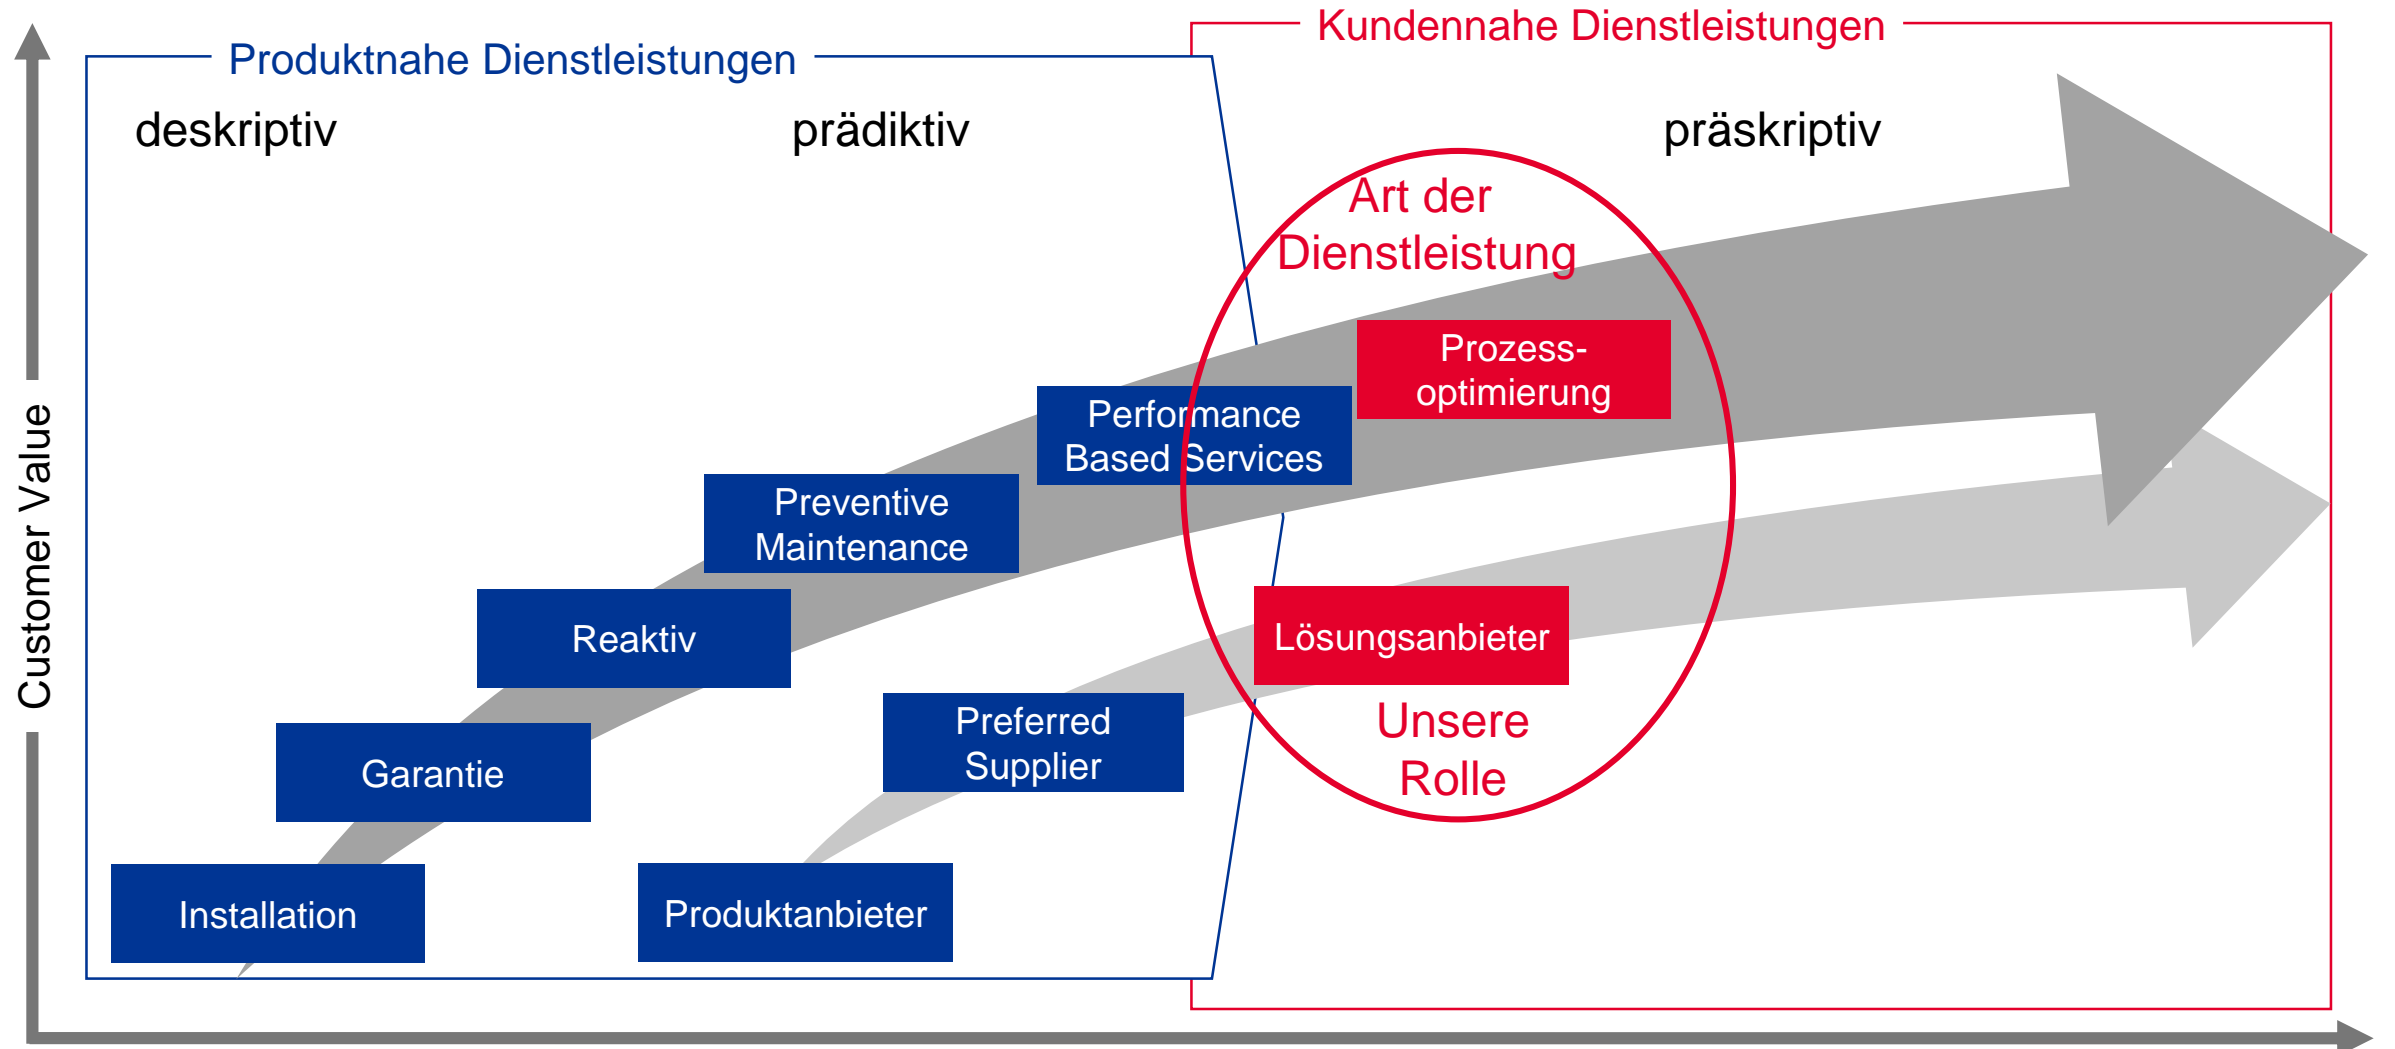 Kundennahe Dienstleistungen
Produktnahe Dienstleistungen
deskriptiv
prädiktiv
präskriptiv
Art der
Dienstleistung
Prozess-
optimierung
Performance
Based Services
Preventive
Maintenance
Reaktiv
Lösungsanbieter
Customer Value
Preferred
Supplier
Unsere
Rolle
Garantie
Installation
Produktanbieter